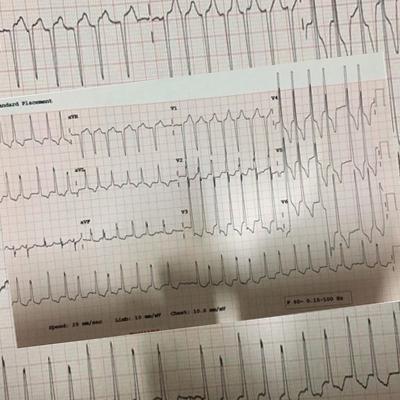 andard Placement
aVR
V1
V4
aVL
V2
V5
aVF
V3
V6
Speed: 25 mm/sec Limb: 10 mm/mV Chest: 10.0 mm/mV
F 60~ 0.15-100 Hz